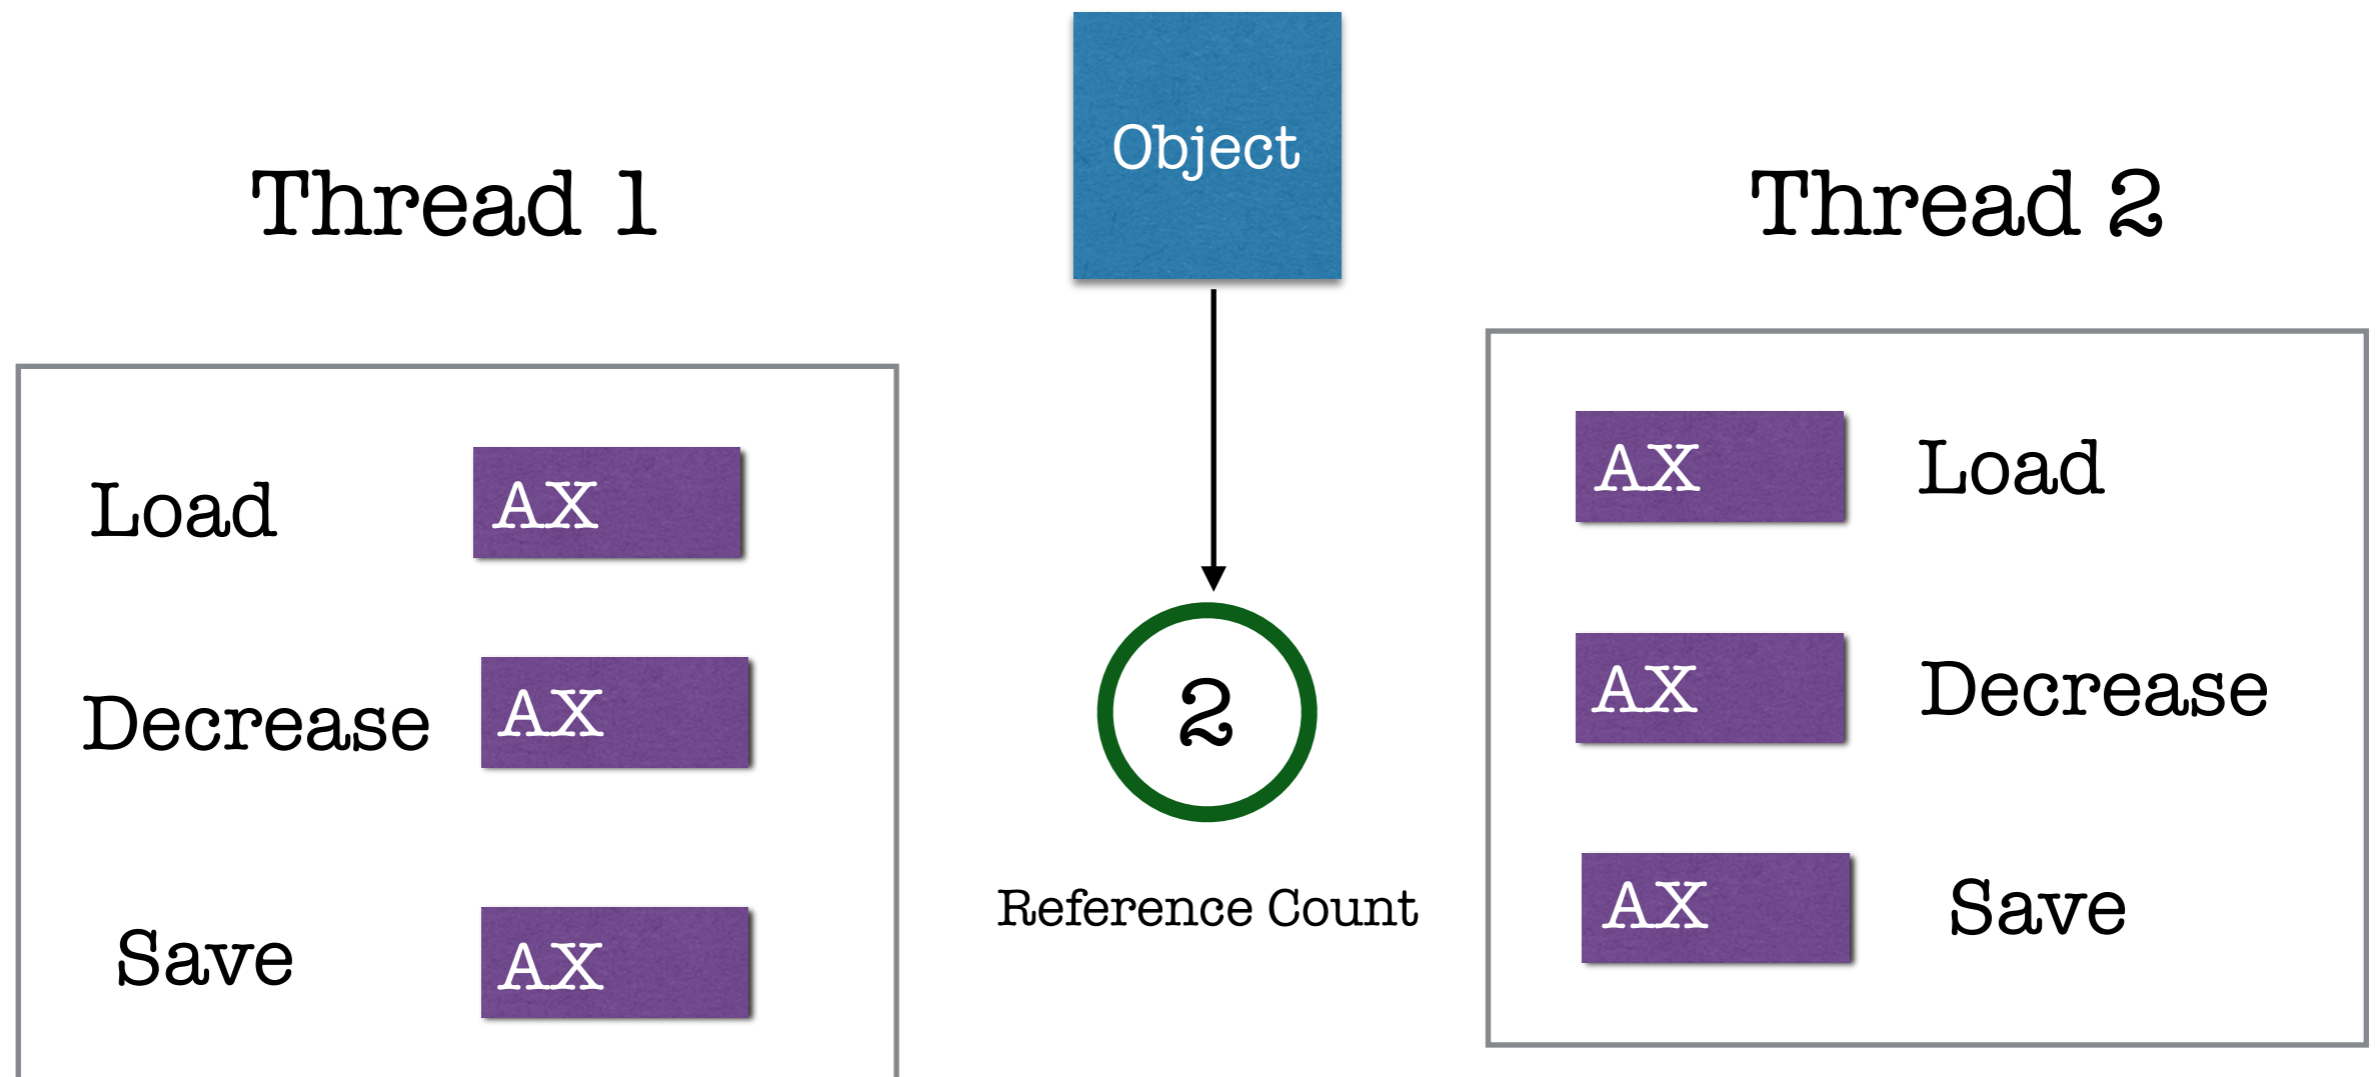 Object
Thread 1
Thread 2
Load AX
Decrease AX
Save AX
2
Reference Count
AX Load
AX Decrease
AX Save